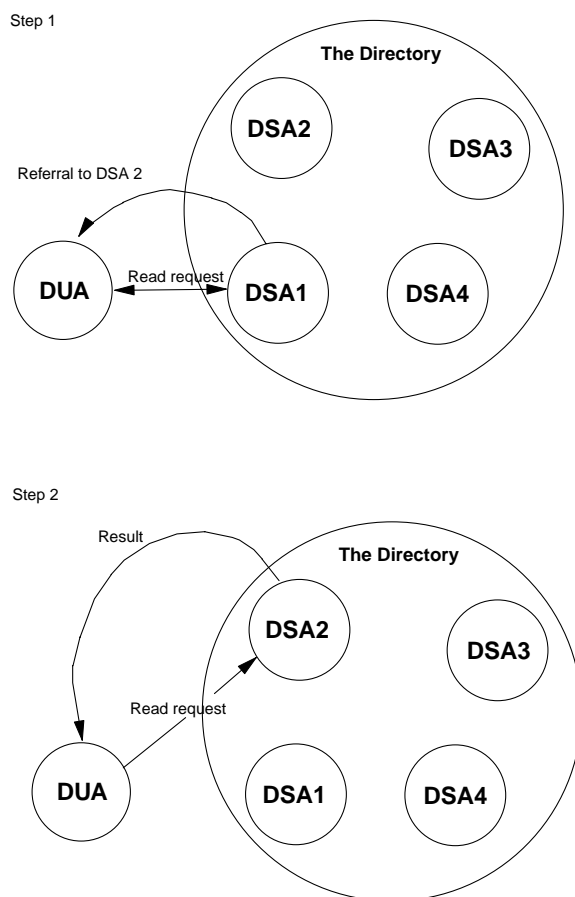 Step 1
The Directory
DSA2
DSA3
Referral to DSA 2
Read request
DUA
DSA1
DSA4
Step 2
Result
The Directory
DSA2
DSA3
Read request
DUA
DSA1
DSA4